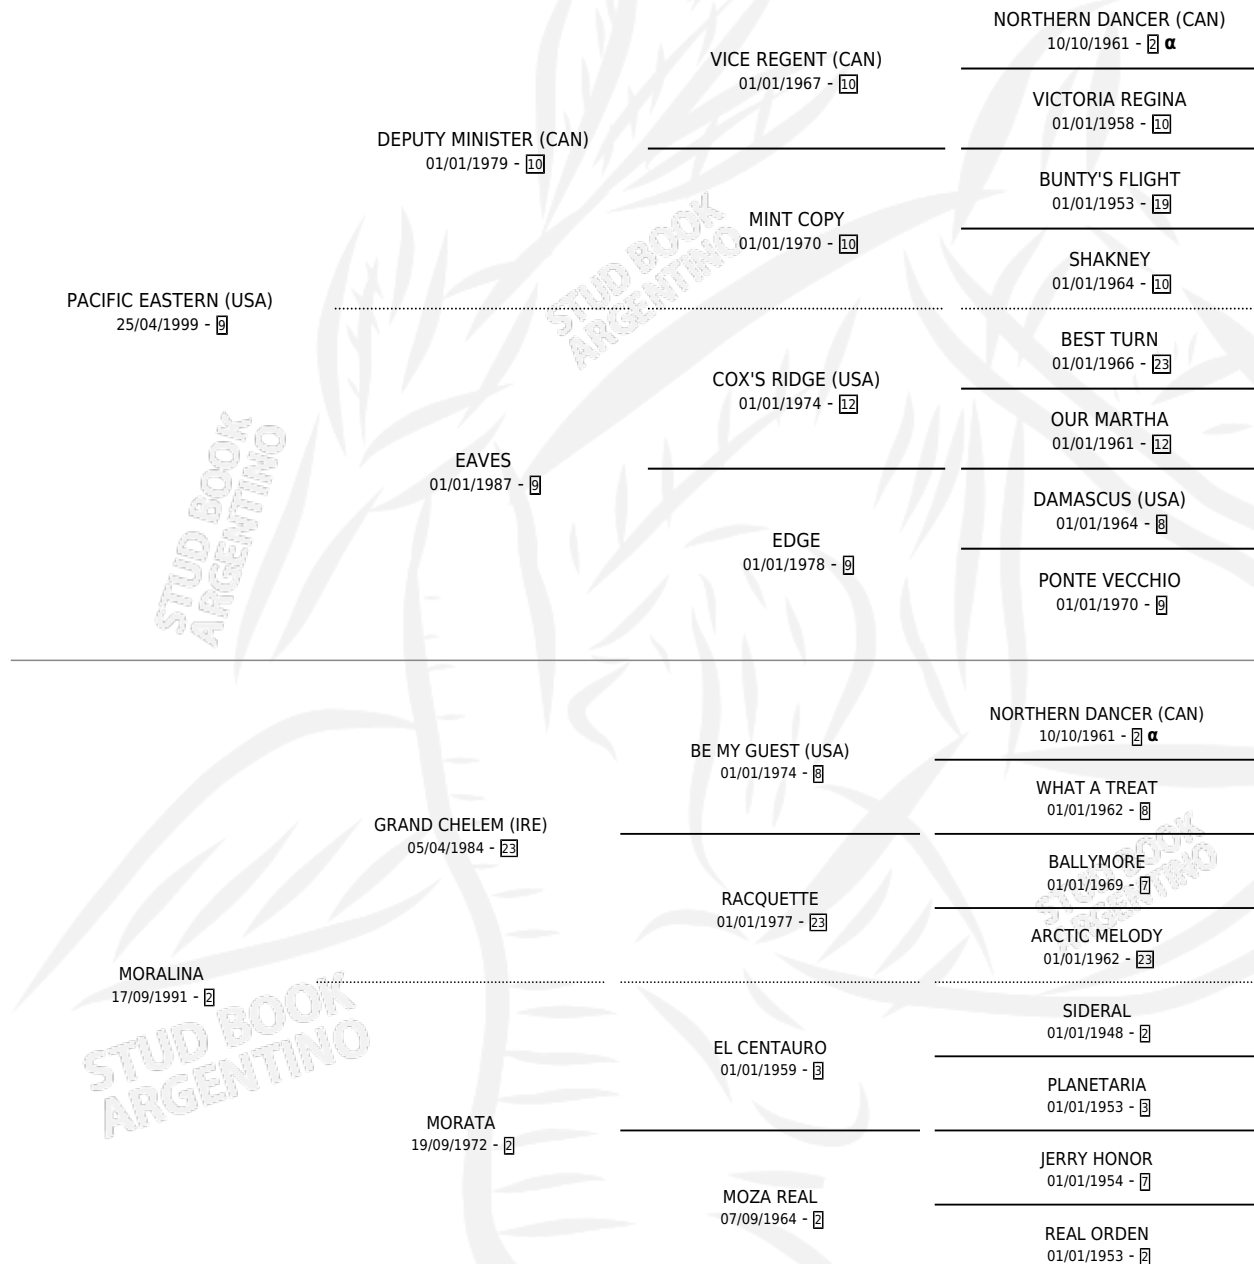 NORTHERN DANCER (CAN)
10/10/1961 - 2 α
VICE REGENT (CAN)
01/01/1967 - 10
VICTORIA REGINA
01/01/1958 - 10
DEPUTY MINISTER (CAN)
01/01/1979 - 10
BUNTY'S FLIGHT
01/01/1953 - 19
MINT COPY
01/01/1970 - 10
SHAKNEY
01/01/1964 - 10
STUD BOOK
ARGENTINO
PACIFIC EASTERN (USA)
25/04/1999 - 9
BEST TURN
01/01/1966 - 23
COX'S RIDGE (USA)
01/01/1974 - 12
OUR MARTHA
01/01/1961 - 12
EAVES
01/01/1987 - 9
DAMASCUS (USA)
01/01/1964 - 8
EDGE
01/01/1978 - 9
PONTE VECCHIO
01/01/1970 - 9
STUD BOOK
ARGENTINO
NORTHERN DANCER (CAN)
10/10/1961 - 2 α
BE MY GUEST (USA)
01/01/1974 - 8
WHAT A TREAT
01/01/1962 - 8
GRAND CHELEM (IRE)
05/04/1984 - 23
BALLYMORE
01/01/1969 - 7
STUD BOOK
ARGENTINO
RACQUETTE
01/01/1977 - 23
ARCTIC MELODY
01/01/1962 - 23
MORALINA
17/09/1991 - 2
STUD BOOK
ARGENTINO
SIDERAL
01/01/1948 - 2
EL CENTAURO
01/01/1959 - 3
PLANETARIA
01/01/1953 - 3
MORATA
19/09/1972 - 2
JERRY HONOR
01/01/1954 - 7
MOZA REAL
07/09/1964 - 2
REAL ORDEN
01/01/1953 - 2